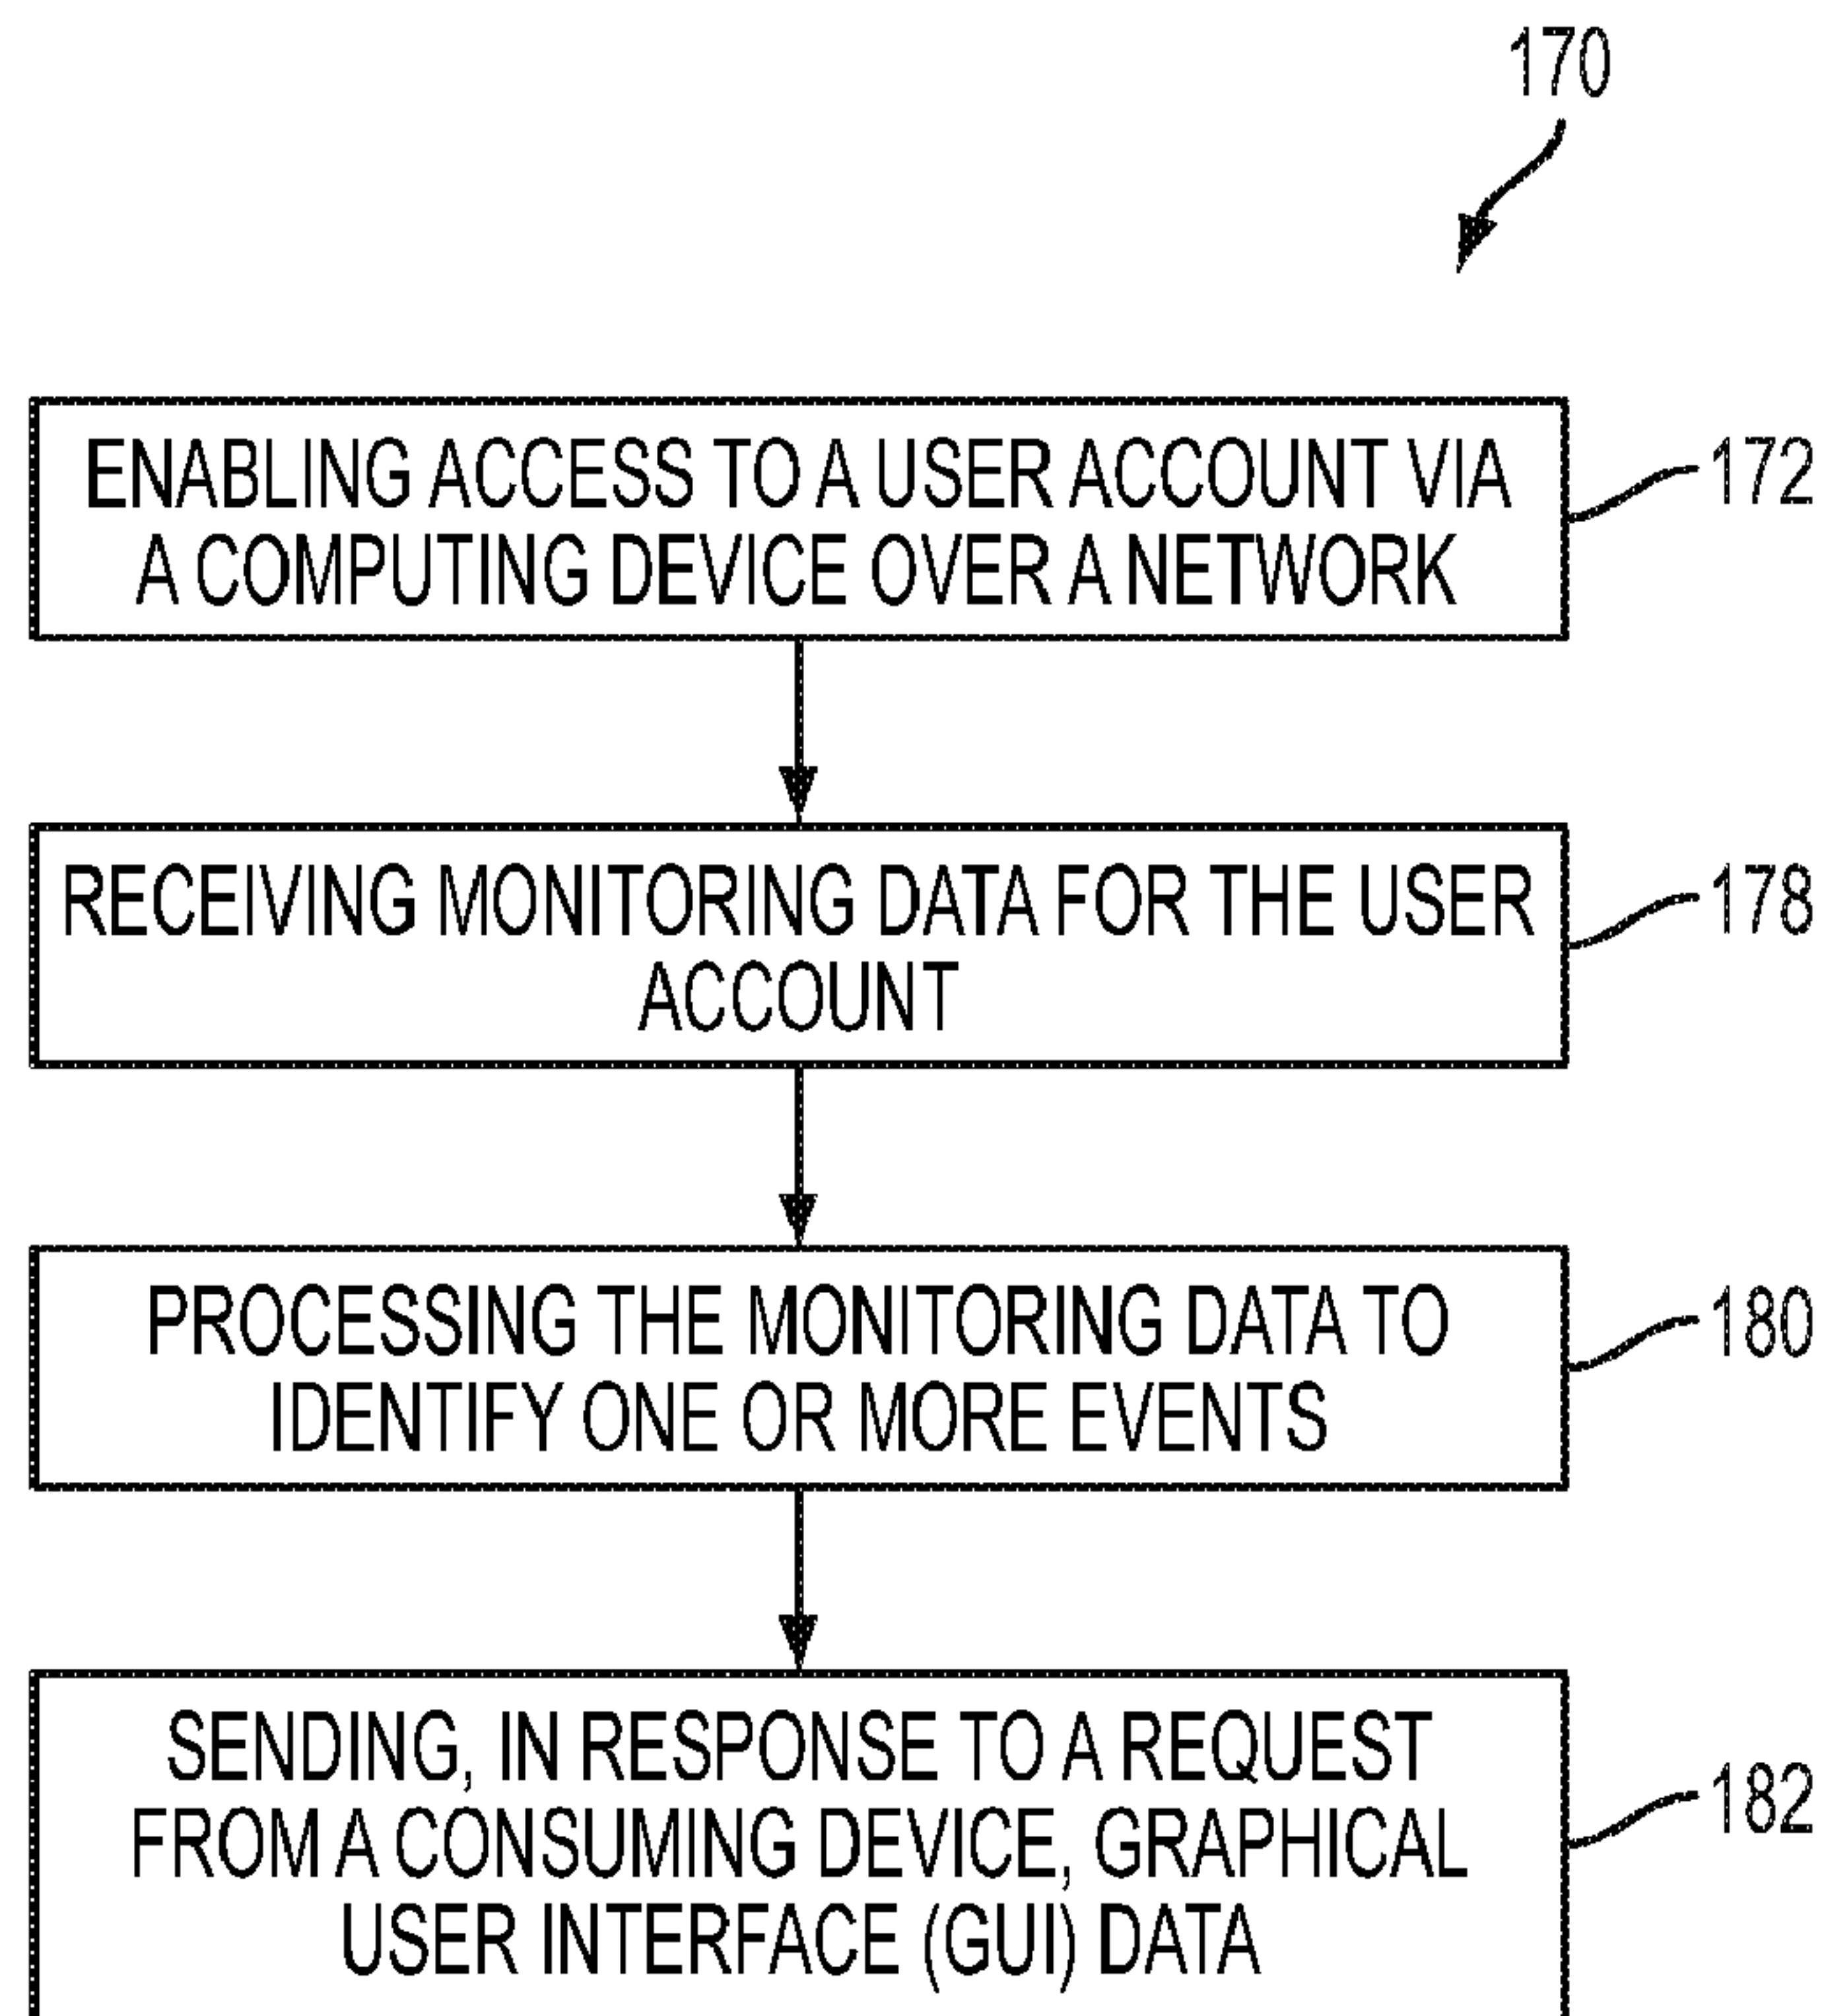 170
ENABLING ACCESS TO A USER ACCOUNT VIA
A COMPUTING DEVICE OVER A NETWORK
172
RECEIVING MONITORING DATA FOR THE USER
ACCOUNT
178
PROCESSING THE MONITORING DATA TO
IDENTIFY ONE OR MORE EVENTS
180
SENDING, IN RESPONSE TO A REQUEST
FROM A CONSUMING DEVICE, GRAPHICAL
USER INTERFACE (GUI) DATA
182